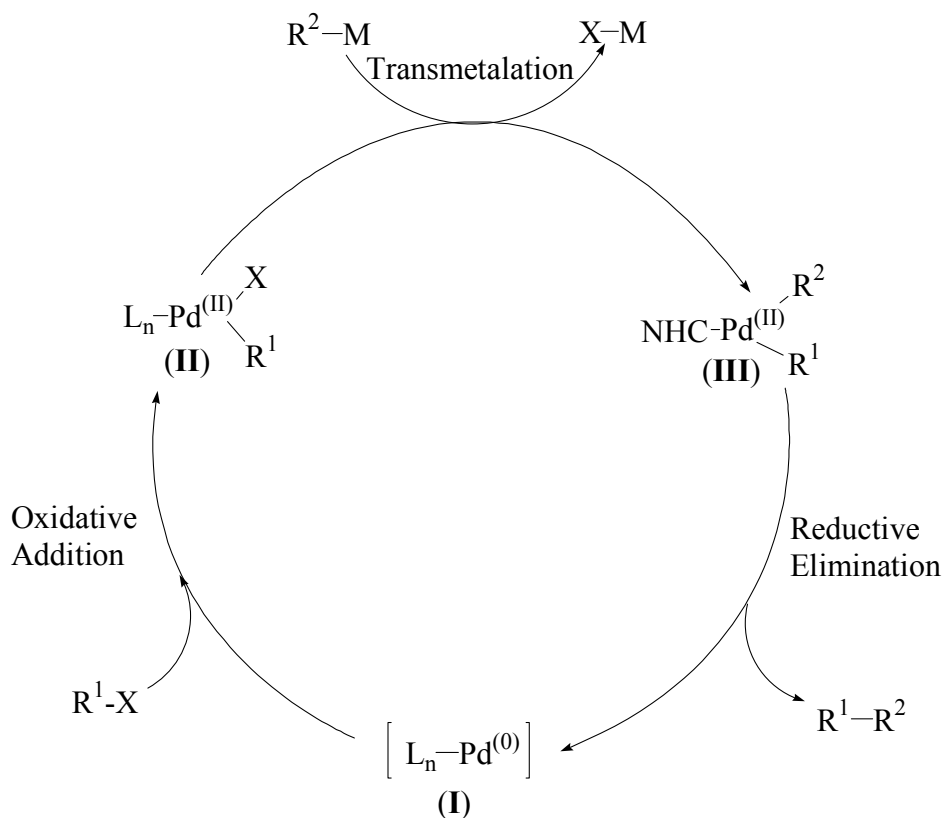 R²–M
X–M
Transmetalation
X
Lₙ–Pd⁽ᴵᴵ⁾
R¹
(II)
R²
NHC-Pd⁽ᴵᴵ⁾
R¹
(III)
Oxidative
Addition
Reductive
Elimination
R¹-X
R¹–R²
[ Lₙ—Pd⁽⁰⁾ ]
(I)